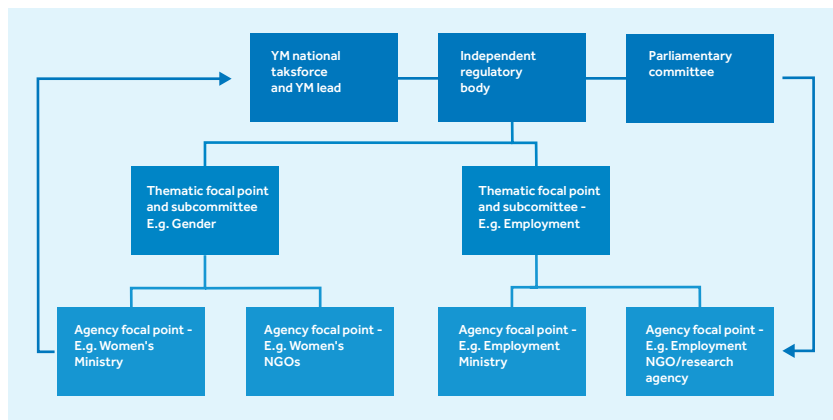 YM national
taksforce
and YM lead
Independent
regulatory
body
Parliamentary
committee
Thematic focal point
and subcommittee
E.g. Gender
Thematic focal point
and subcomittee -
E.g. Employment
Agency focal point -
E.g. Women's
Ministry
Agency focal point -
E.g. Women's
NGOs
Agency focal point -
E.g. Employment
Ministry
Agency focal point -
E.g. Employment
NGO/research
agency